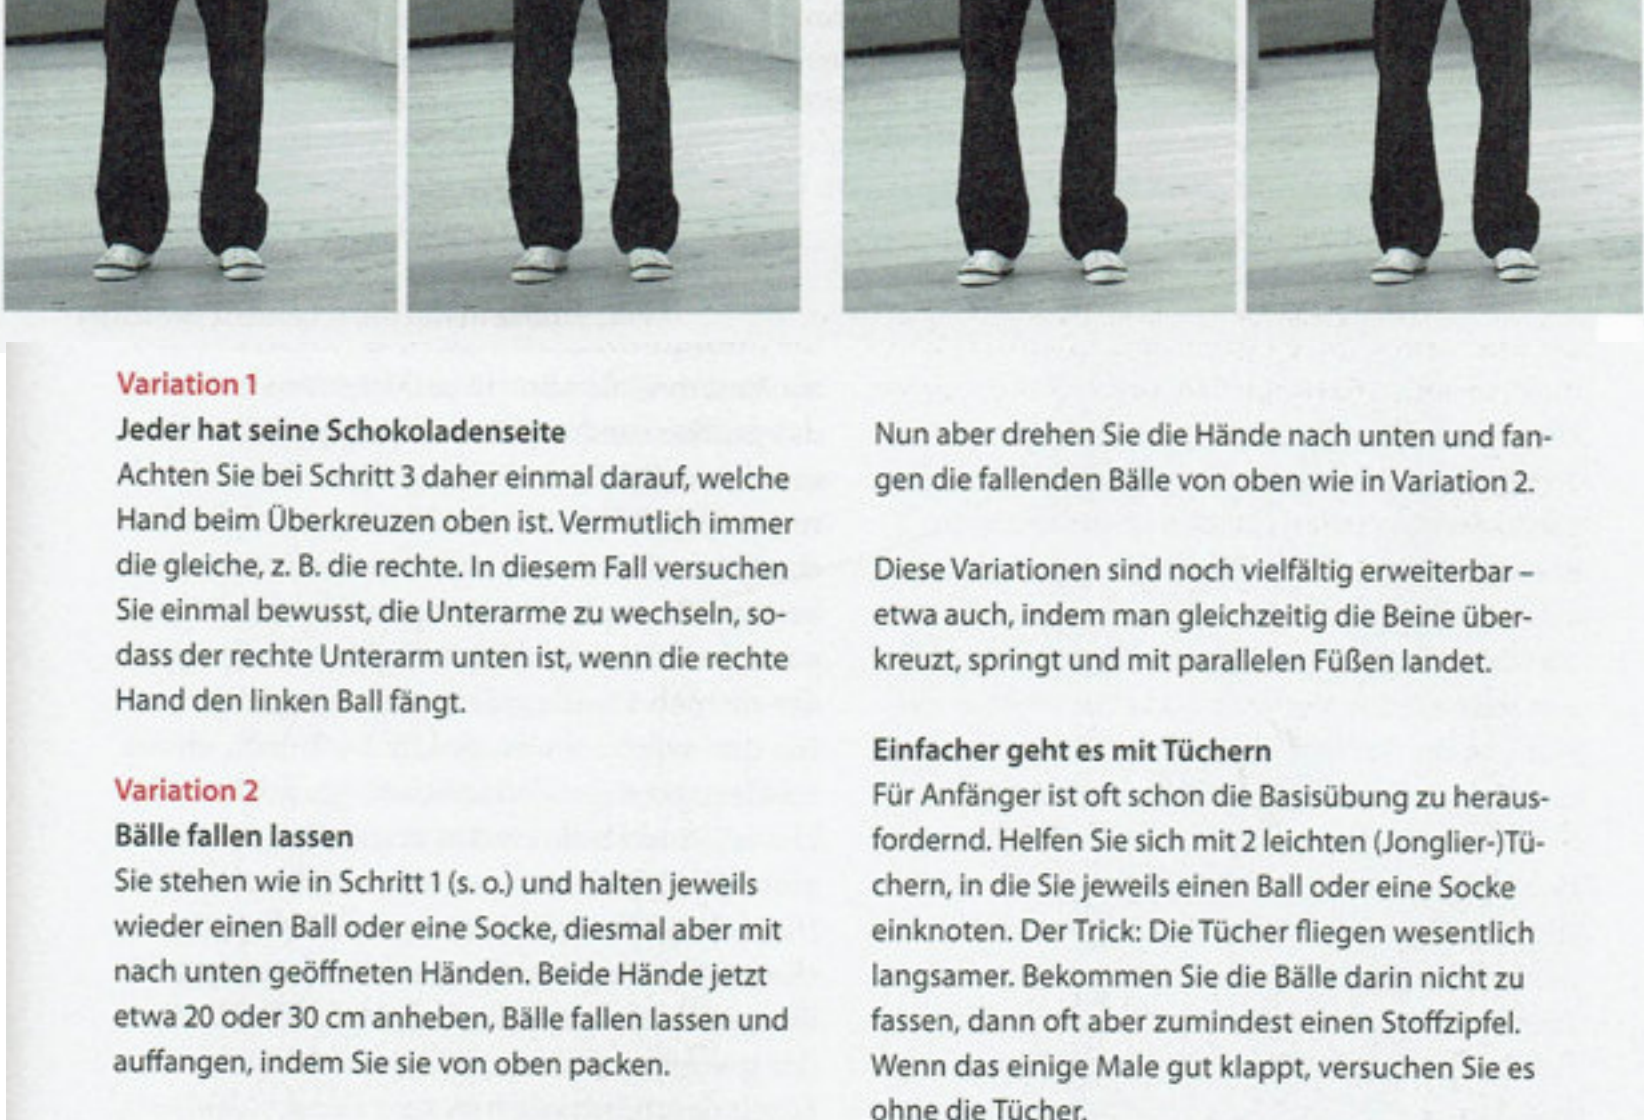 Variation 1
Jeder hat seine Schokoladenseite
Achten Sie bei Schritt 3 daher einmal darauf, welche
Hand beim Überkreuzen oben ist. Vermutlich immer
die gleiche, z. B. die rechte. In diesem Fall versuchen
Sie einmal bewusst, die Unterarme zu wechseln, so-
dass der rechte Unterarm unten ist, wenn die rechte
Hand den linken Ball fängt.
Variation 2
Bälle fallen lassen
Sie stehen wie in Schritt 1 (s. o.) und halten jeweils
wieder einen Ball oder eine Socke, diesmal aber mit
nach unten geöffneten Händen. Beide Hände jetzt
etwa 20 oder 30 cm anheben, Bälle fallen lassen und
auffangen, indem Sie sie von oben packen.
Nun aber drehen Sie die Hände nach unten und fan-
gen die fallenden Bälle von oben wie in Variation 2.
Diese Variationen sind noch vielfältig erweiterbar –
etwa auch, indem man gleichzeitig die Beine über-
kreuzt, springt und mit parallelen Füßen landet.
Einfacher geht es mit Tüchern
Für Anfänger ist oft schon die Basisübung zu heraus-
fordernd. Helfen Sie sich mit 2 leichten (Jonglier-)Tü-
chern, in die Sie jeweils einen Ball oder eine Socke
einknoten. Der Trick: Die Tücher fliegen wesentlich
langsamer. Bekommen Sie die Bälle darin nicht zu
fassen, dann oft aber zumindest einen Stoffzipfel.
Wenn das einige Male gut klappt, versuchen Sie es
ohne die Tücher.